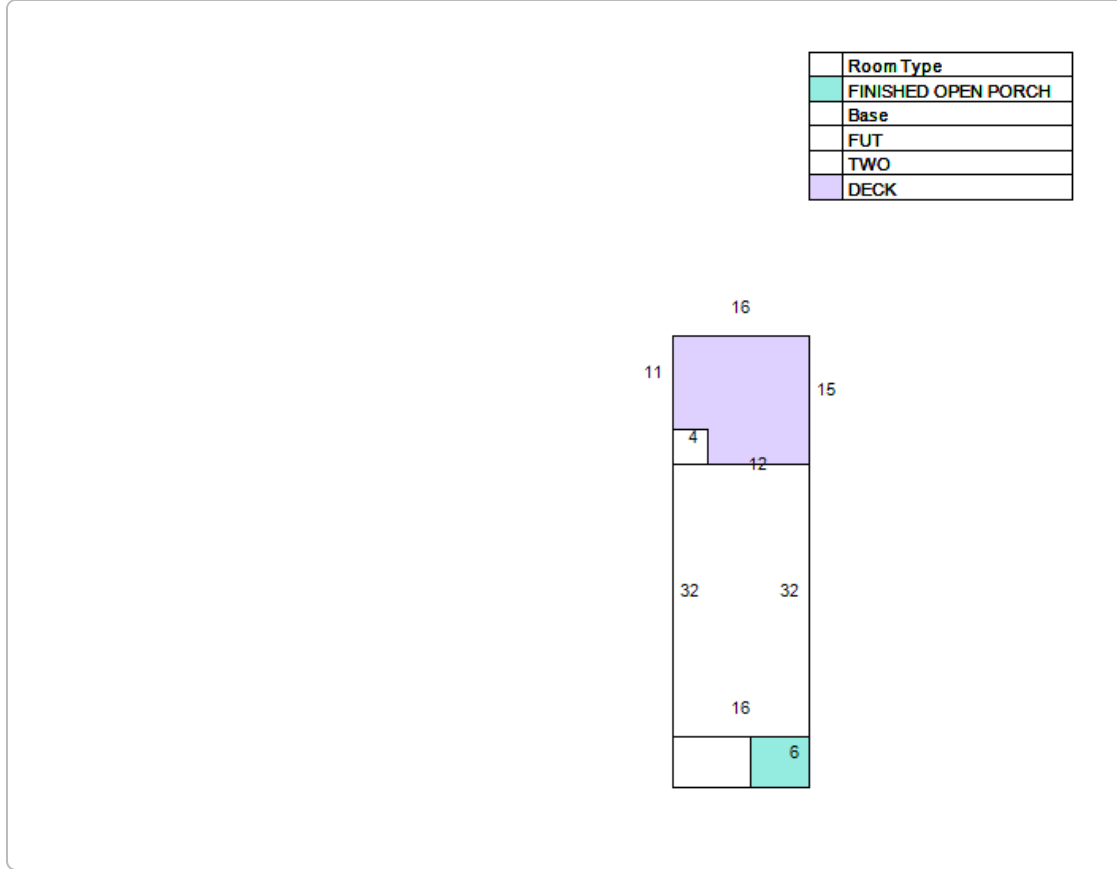 Room Type
FINISHED OPEN PORCH
Base
FUT
TWO
DECK
16
11
15
4
12
32 32
16
6